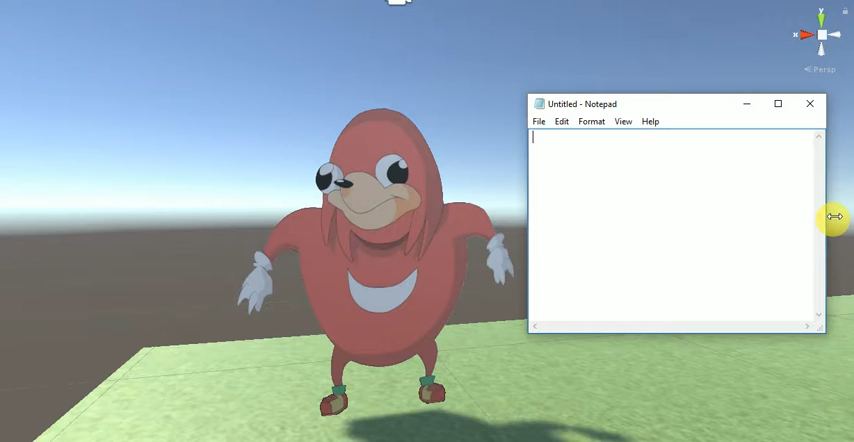 y
x
Persp
Untitled - Notepad
File Edit Format View Help